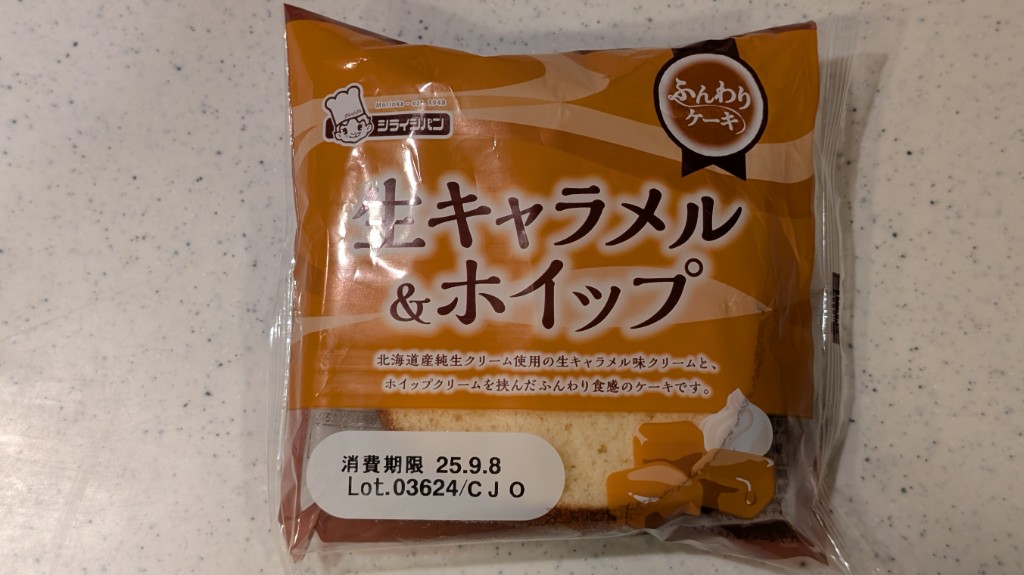 Morioka-est. 1948
シライシパン
ふんわり
ケーキ
生キャラメル
&ホイップ
北海道産純生クリーム使用の生キャラメル味クリームと、
ホイップクリームを挟んだふんわり食感のケーキです。
消費期限 25.9.8
Lot.03624/CJO